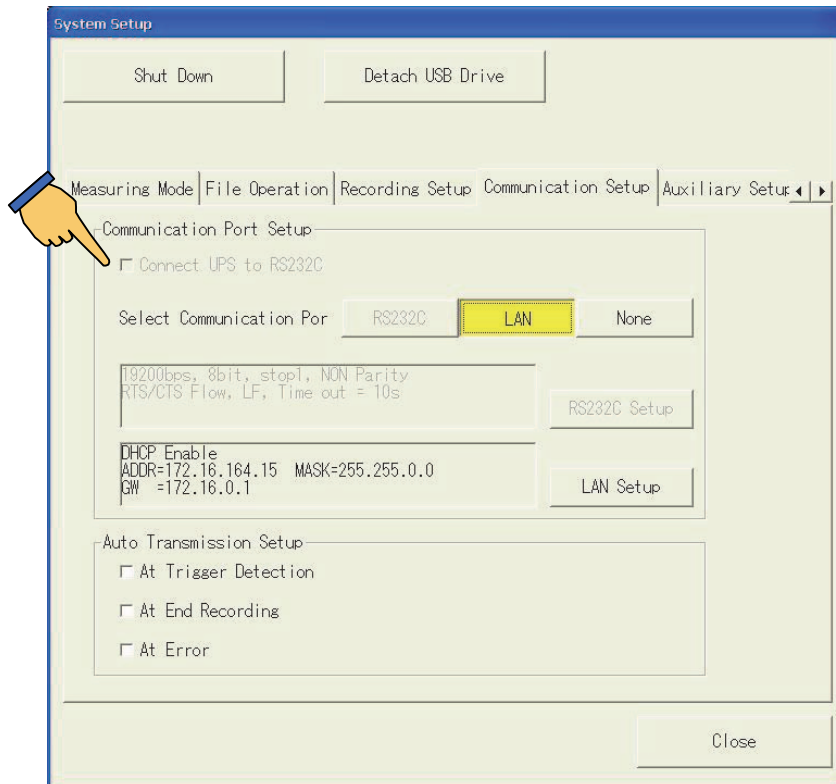 System Setup
Shut Down
Detach USB Drive
Measuring Mode File Operation Recording Setup Communication Setup Auxiliary Setup
Communication Port Setup
Connect UPS to RS232C
Select Communication Por RS232C LAN None
19200bps, 8bit, stop1, NON Parity
RTS/CTS Flow, LF, Time out = 10s
RS232C Setup
DHCP Enable
ADDR=172.16.164.15 MASK=255.255.0.0
GW =172.16.0.1
LAN Setup
Auto Transmission Setup
At Trigger Detection
At End Recording
At Error
Close